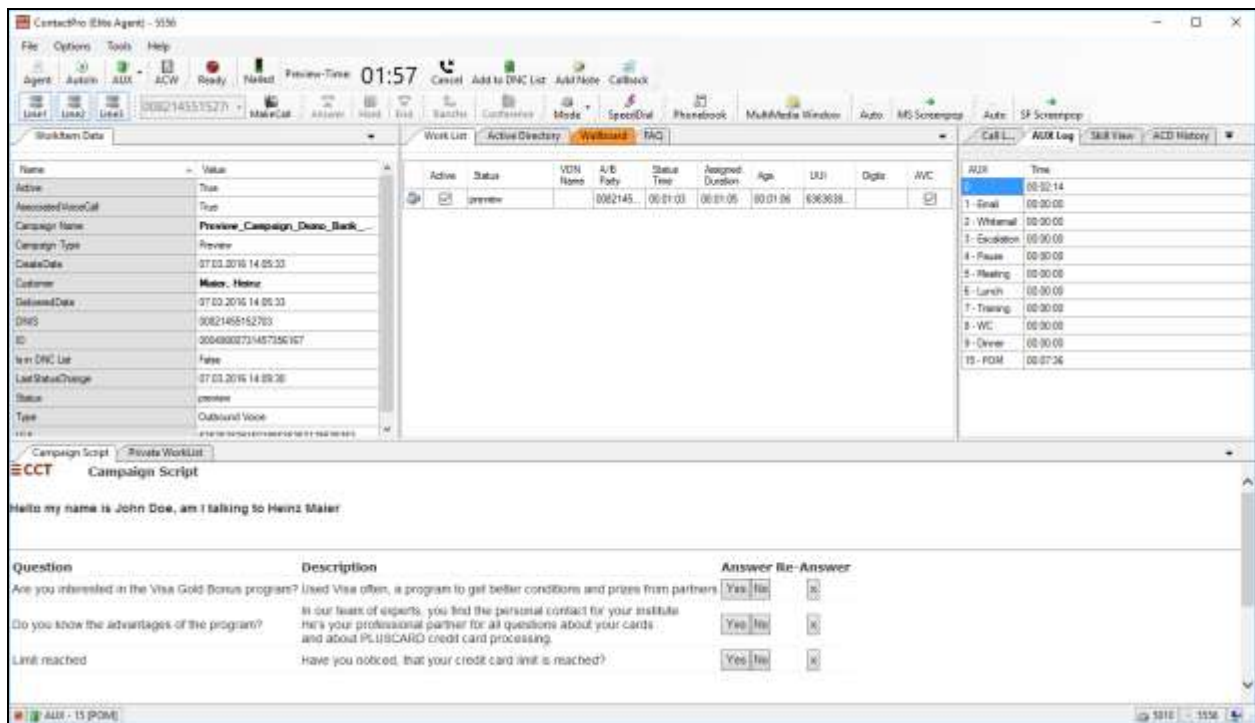 ContactPro (Elite Agent) - 5556
File Options Tools Help
Agent AutoIn AUX ACW Ready Nailed Preview-Time 01:57 Cancel Add to DNC List Add Note Callback
Line1 Line2 Line3 MakeCall Answer Hold End Transfer Conference Mode SpeedDial Phonebook MultiMedia Window Auto MS Screenpop Auto SF Screenpop
WorkItem Data
Name Value
Active True
AssociatedVoiceCall True
Campaign Name Preview_Campaign_Demo_Bank_...
Campaign Type Preview
CreateDate 07.03.2016 14:05:33
Customer Maier, Heinz
DeliveredDate 07.03.2016 14:05:33
DNIS
ID
Is in DNC List False
LastStatusChange
Status preview
Type Outbound Voice
Work List Active Directory Wallboard FAQ
Active Status VDN Name A/B Party Status Time Assigned Duration Age UUI Digits AVC
preview 0082145... 00:01:03 00:01:05 00:01:06 6363638...
Call L... AUX Log Skill View ACD History
AUX Time
0 00:02:14
1 - Email 00:00:00
2 - Whitemail 00:00:00
3 - Escalation 00:00:00
4 - Pause 00:00:00
5 - Meeting 00:00:00
6 - Lunch 00:00:00
7 - Training 00:00:00
8 - WC 00:00:00
9 - Dinner 00:00:00
15 - POM 00:07:36
Campaign Script Private WorkList
CCT Campaign Script
Hello my name is John Doe, am I talking to Heinz Maier
Question Description Answer Re-Answer
Are you interested in the Visa Gold Bonus program? Used Visa often, a program to get better conditions and prizes from partners Yes No x
Do you know the advantages of the program? In our team of experts, you find the personal contact for your institute
He's your professional partner for all questions about your cards Yes No x
and about PLUSCARD credit card processing.
Limit reached Have you noticed, that your credit card limit is reached? Yes No x
AUX - 15 (POM) 5010 5556